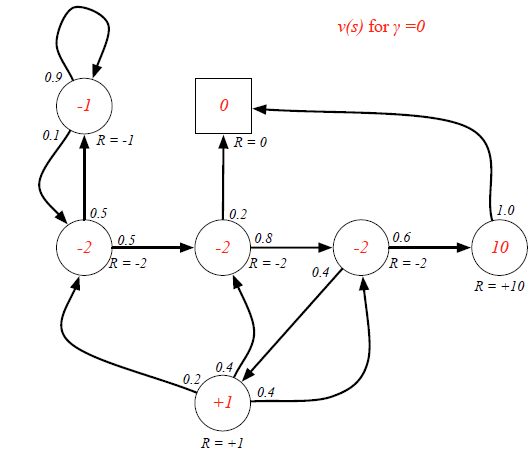 v(s) for γ =0
0.9
-1
0
0.1
R = -1
R = 0
0.5
0.2
1.0
-2
0.5
-2
0.8
-2
0.6
10
R = -2
R = -2
0.4
R = -2
R = +10
0.2
0.4
0.4
+1
R = +1